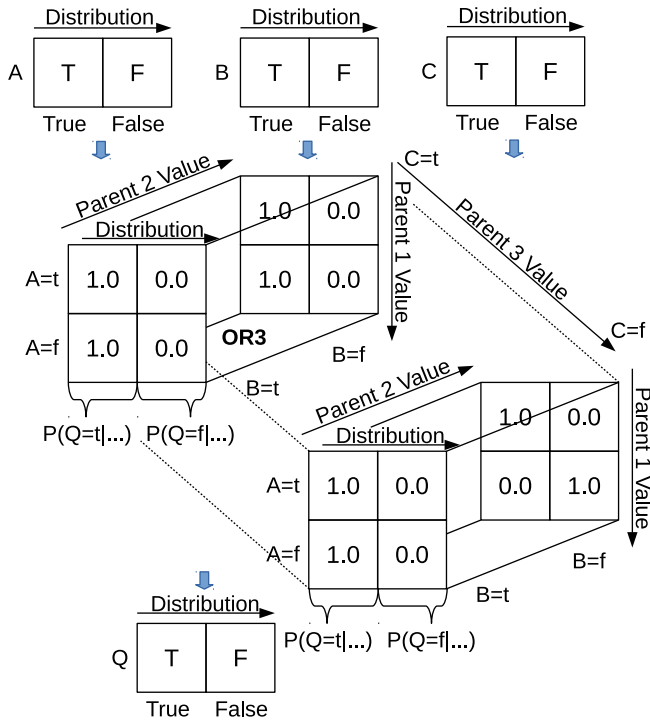 Distribution Distribution Distribution
A T F B T F C T F
True False True False True False
C=t
Parent 2 Value
Parent 1 Value
Parent 3 Value
1.0 0.0
Distribution
A=t 1.0 0.0 1.0 0.0
C=f
A=f 1.0 0.0 OR3
B=f
B=t
P(Q=t|...) P(Q=f|...)
Parent 2 Value
Parent 1 Value
1.0 0.0
Distribution
A=t 1.0 0.0 0.0 1.0
A=f 1.0 0.0
B=f
B=t
P(Q=t|...) P(Q=f|...)
Distribution
Q T F
True False